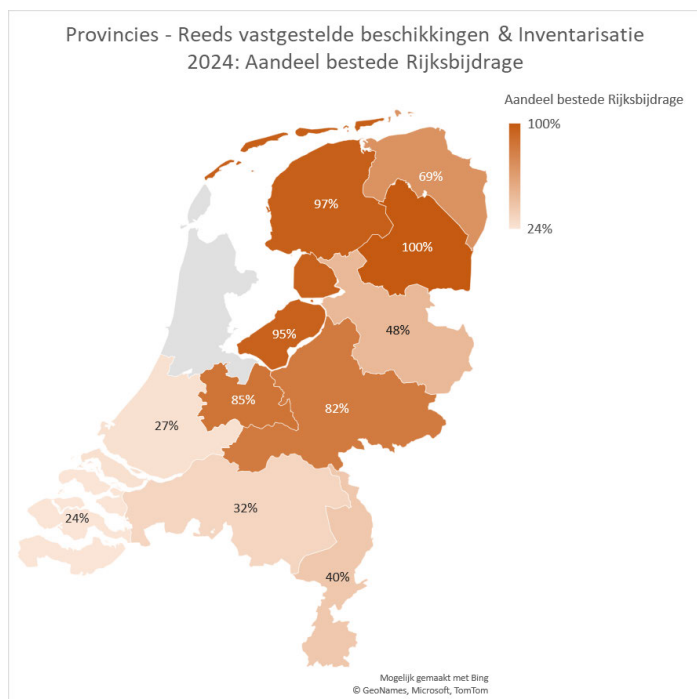 Provincies - Reeds vastgestelde beschikkingen & Inventarisatie
2024: Aandeel bestede Rijksbijdrage
Aandeel bestede Rijksbijdrage
100%
24%
69%
97%
100%
95%
48%
85%
82%
27%
32%
24%
40%
Mogelijk gemaakt met Bing
© GeoNames, Microsoft, TomTom